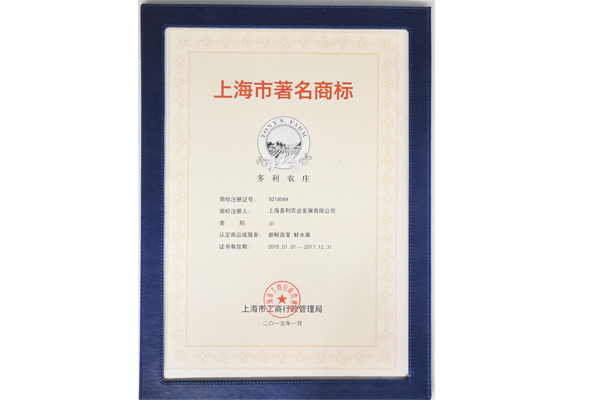 上海市著名商标
TONY'S FARM
多利农庄
商标注册证号： 8219564
商标注册人： 上海多利农业发展有限公司
类 别： 31
认定商品或服务： 新鲜蔬菜 鲜水果
证书有效期： 2015.01.01—2017.12.31
上海市工商行政管理局
二〇一五年一月